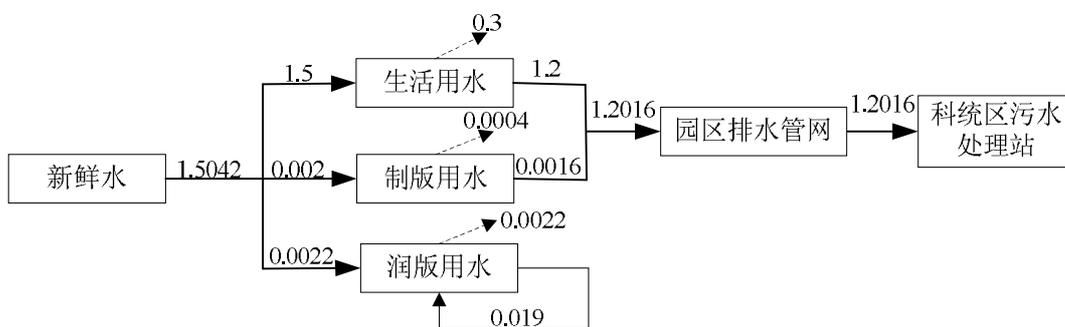 0.3
1.5
生活用水
1.2
0.0004
1.2016
园区排水管网
1.2016
科统区污水
处理站
新鲜水
1.5042
0.002
制版用水
0.0016
0.0022
0.0022
润版用水
0.019